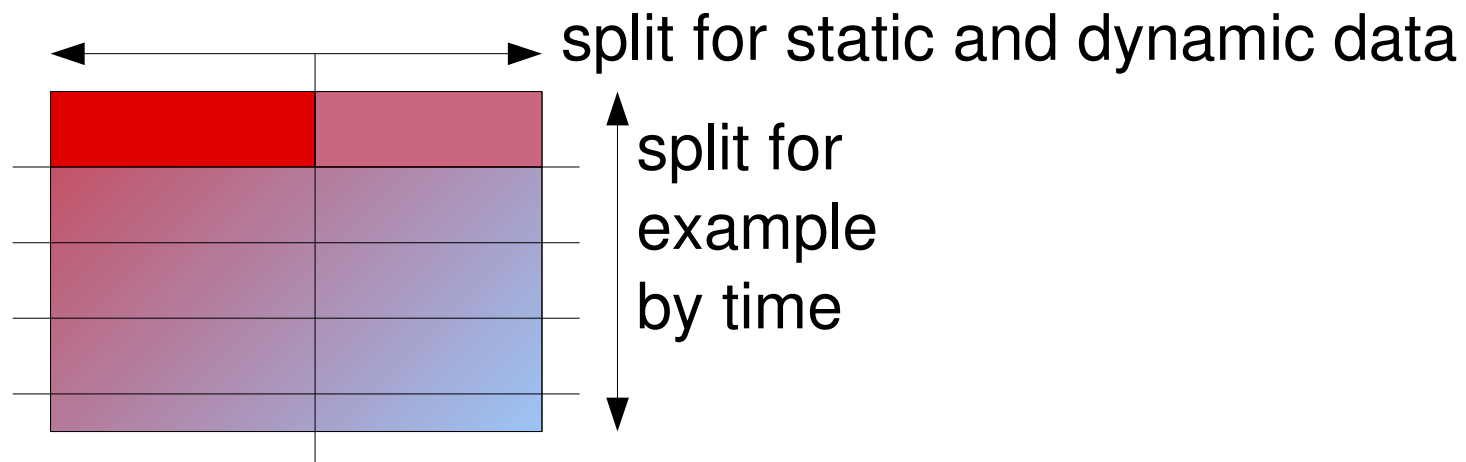 split for static and dynamic data
split for
example
by time